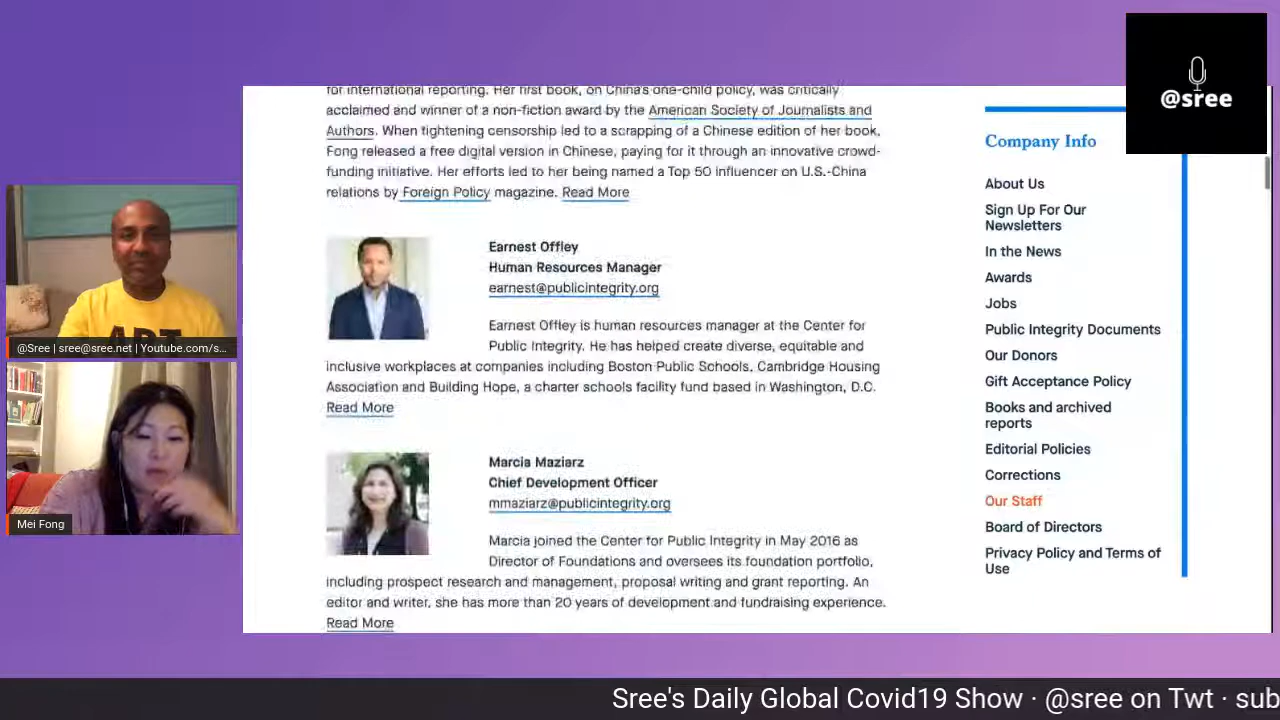 @sree
for international reporting. Her first book, on China's one-child policy, was critically
acclaimed and winner of a non-fiction award by the American Society of Journalists and
Authors. When tightening censorship led to a scrapping of a Chinese edition of her book,
Fong released a free digital version in Chinese, paying for it through an innovative crowd-
funding initiative. Her efforts led to her being named a Top 50 influencer on U.S.-China
relations by Foreign Policy magazine. Read More
Earnest Offley
Human Resources Manager
earnest@publicintegrity.org
Earnest Offley is human resources manager at the Center for
Public Integrity. He has helped create diverse, equitable and
inclusive workplaces at companies including Boston Public Schools, Cambridge Housing
Association and Building Hope, a charter schools facility fund based in Washington, D.C.
Read More
Marcia Maziarz
Chief Development Officer
mmaziarz@publicintegrity.org
Marcia joined the Center for Public Integrity in May 2016 as
Director of Foundations and oversees its foundation portfolio,
including prospect research and management, proposal writing and grant reporting. An
editor and writer, she has more than 20 years of development and fundraising experience.
Read More
Company Info
About Us
Sign Up For Our
Newsletters
In the News
Awards
Jobs
Public Integrity Documents
Our Donors
Gift Acceptance Policy
Books and archived
reports
Editorial Policies
Corrections
Our Staff
Board of Directors
Privacy Policy and Terms of
Use
@Sree | sree@sree.net | Youtube.com/s...
Mei Fong
Sree's Daily Global Covid19 Show · @sree on Twt · sub